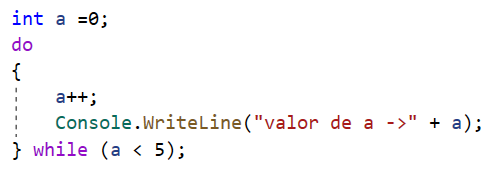 int a =0;
do
{
    a++;
    Console.WriteLine("valor de a ->" + a);
} while (a < 5);